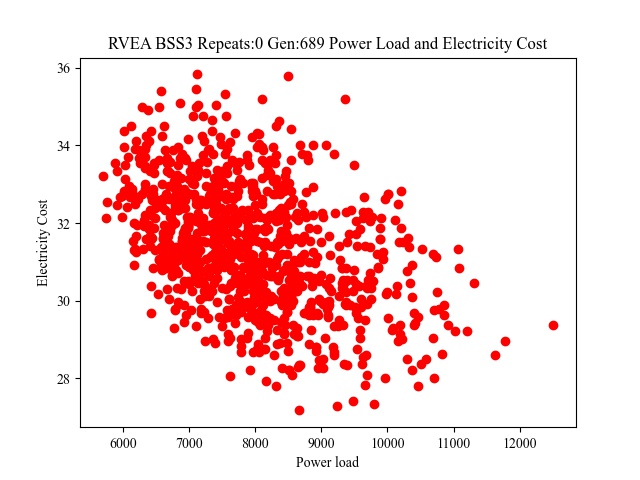 RVEA BSS3 Repeats:0 Gen:689 Power Load and Electricity Cost
36
34
32
30
28
Electricity Cost
6000 7000 8000 9000 10000 11000 12000
Power load